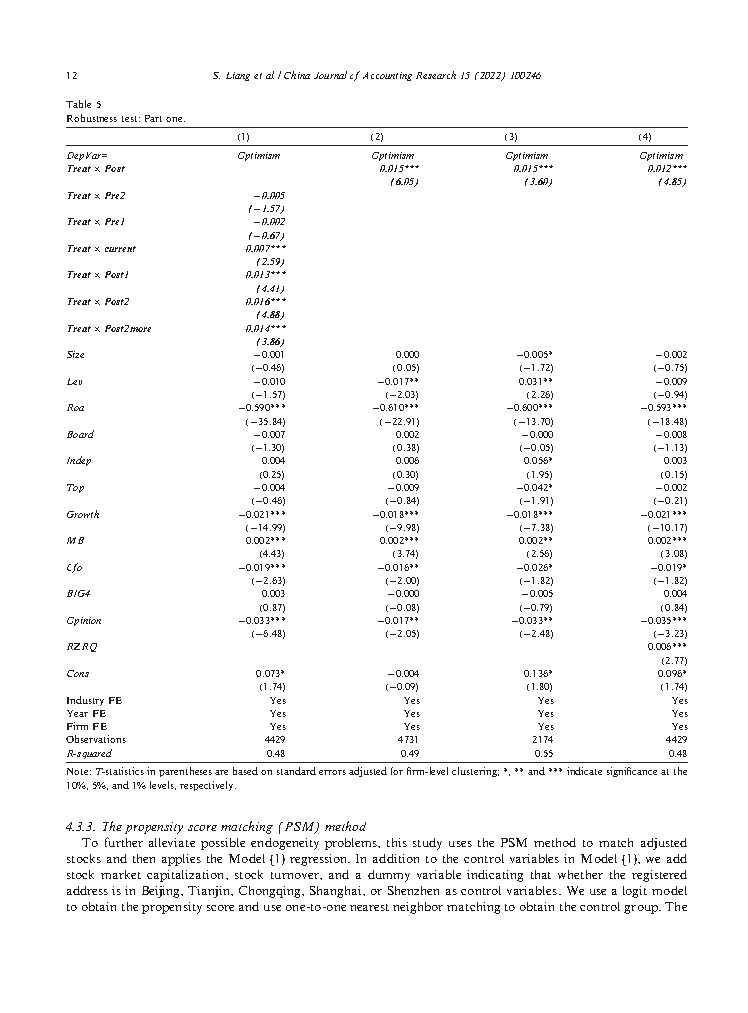 12 S. Liang et al. / China Journal of Accounting Research 15 (2022) 100246
Table 5
Robustness test: Part one.
(1) (2) (3) (4)
DepVar= Optimism Optimism Optimism Optimism
Treat × Post 0.015*** 0.015*** 0.012***
(6.05) (3.60) (4.85)
Treat × Pre2 −0.005
(−1.57)
Treat × Pre1 −0.002
(−0.67)
Treat × current 0.007***
(2.59)
Treat × Post1 0.013***
(4.41)
Treat × Post2 0.016***
(4.88)
Treat × Post2more 0.014***
(3.86)
Size −0.001 0.000 −0.005* −0.002
(−0.46) (0.05) (−1.72) (−0.75)
Lev −0.010 −0.017** 0.031** −0.009
(−1.57) (−2.03) (2.26) (−0.94)
Roa −0.590*** −0.610*** −0.600*** −0.593***
(−35.84) (−22.91) (−13.70) (−18.48)
Board −0.007 0.002 −0.000 −0.008
(−1.30) (0.38) (−0.05) (−1.13)
Indep 0.004 0.006 0.056* 0.003
(0.25) (0.30) (1.95) (0.15)
Top −0.004 −0.009 −0.042* −0.002
(−0.46) (−0.84) (−1.91) (−0.21)
Growth −0.021*** −0.018*** −0.018*** −0.021***
(−14.99) (−9.98) (−7.38) (−10.17)
MB 0.002*** 0.002*** 0.002** 0.002***
(4.43) (3.74) (2.56) (3.08)
Cfo −0.019*** −0.016** −0.026* −0.019*
(−2.63) (−2.00) (−1.82) (−1.82)
BIG4 0.003 −0.000 −0.005 0.004
(0.87) (−0.08) (−0.79) (0.84)
Opinion −0.033*** −0.017** −0.033** −0.035***
(−6.48) (−2.05) (−2.48) (−3.23)
RZRQ 0.006***
(2.77)
Cons 0.073* −0.004 0.136* 0.096*
(1.74) (−0.09) (1.80) (1.74)
Industry FE Yes Yes Yes Yes
Year FE Yes Yes Yes Yes
Firm FE Yes Yes Yes Yes
Observations 4429 4731 2174 4429
R-squared 0.48 0.49 0.55 0.48
Note: T-statistics in parentheses are based on standard errors adjusted for firm-level clustering; *, ** and *** indicate significance at the
10%, 5%, and 1% levels, respectively.
4.3.3. The propensity score matching (PSM) method
To further alleviate possible endogeneity problems, this study uses the PSM method to match adjusted
stocks and then applies the Model (1) regression. In addition to the control variables in Model (1), we add
stock market capitalization, stock turnover, and a dummy variable indicating that whether the registered
address is in Beijing, Tianjin, Chongqing, Shanghai, or Shenzhen as control variables. We use a logit model
to obtain the propensity score and use one-to-one nearest neighbor matching to obtain the control group. The